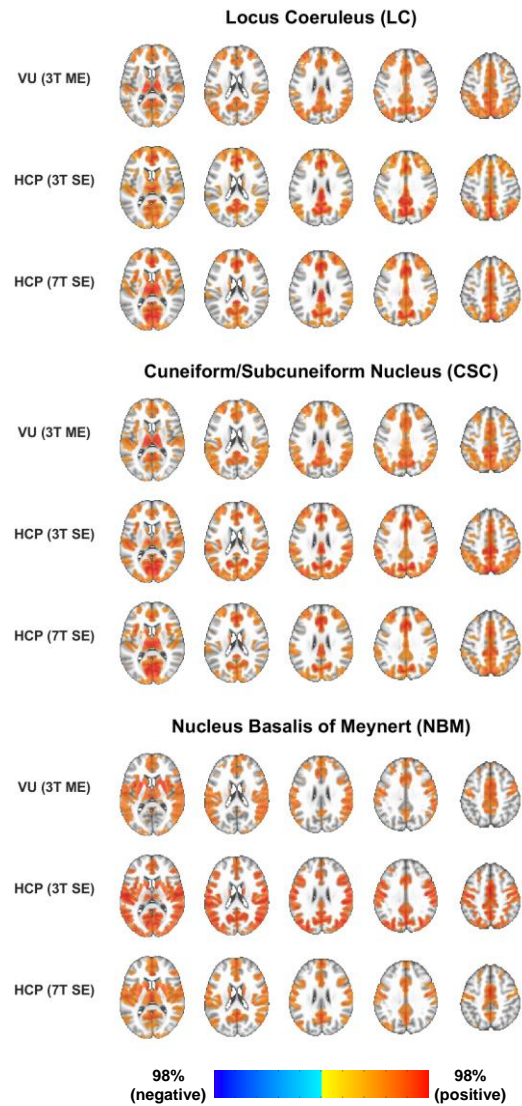 Locus Coeruleus (LC)
VU (3T ME)
HCP (3T SE)
HCP (7T SE)
Cuneiform/Subcuneiform Nucleus (CSC)
VU (3T ME)
HCP (3T SE)
HCP (7T SE)
Nucleus Basalis of Meynert (NBM)
VU (3T ME)
HCP (3T SE)
HCP (7T SE)
98%
(negative)
98%
(positive)